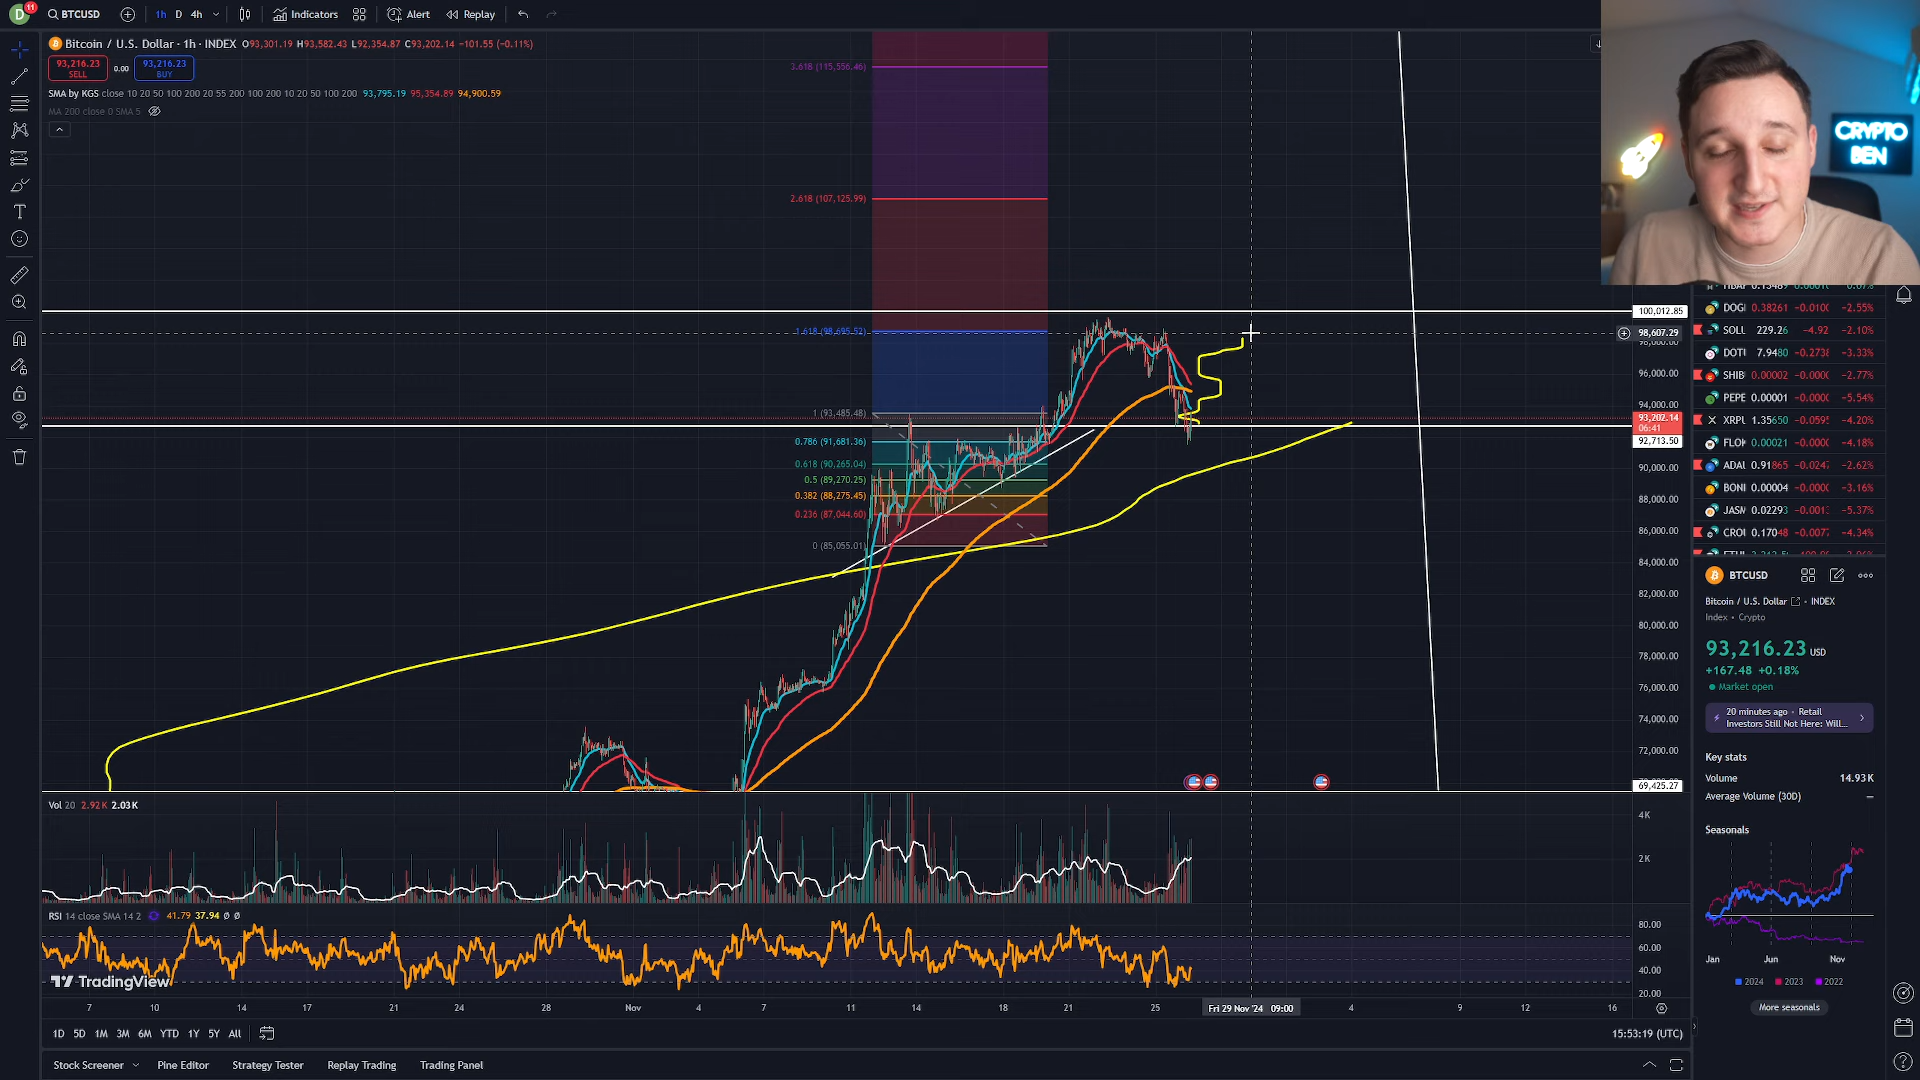 D 11 BTCUSD 1h D 4h Indicators Alert Replay
Bitcoin / U.S. Dollar · 1h · INDEX O93,301.19 H93,582.43 L92,354.87 C93,202.14 −101.55 (−0.11%)
93,216.23 0.00 93,216.23
SELL BUY
SMA by KGS close 10 20 50 100 200 20 55 200 100 200 10 20 50 100 200 93,795.19 95,354.89 94,900.59
MA 200 close 0 SMA 5
CRYPTO
BEN
3.618 (115,556.46)
2.618 (107,125.99)
1.618 (98,695.52)
1 (93,485.48)
0.786 (91,681.36)
0.618 (90,265.04)
0.5 (89,270.25)
0.382 (88,275.45)
0.236 (87,044.60)
0 (85,055.01)
100,012.85
98,607.29
98,000.00
96,000.00
94,000.00
93,202.14
06:41
92,713.50
90,000.00
88,000.00
86,000.00
84,000.00
82,000.00
80,000.00
78,000.00
76,000.00
74,000.00
72,000.00
69,425.27
DOGI 0.38261 −0.0100 −2.55%
SOLU 229.26 −4.92 −2.10%
DOTI 7.9480 −0.2738 −3.33%
SHIB 0.00002 −0.0000 −2.77%
PEPE 0.00001 −0.0000 −5.54%
XRPL 1.35650 −0.0595 −4.20%
FLOK 0.00021 −0.0000 −4.18%
ADAU 0.91865 −0.0247 −2.62%
BONI 0.00004 −0.0000 −3.16%
JASM 0.02293 −0.0013 −5.37%
CROI 0.17048 −0.0077 −4.34%
BTCUSD
Bitcoin / U.S. Dollar · INDEX
Index · Crypto
93,216.23 USD
+167.48 +0.18%
Market open
20 minutes ago · Retail
Investors Still Not Here: Will...
Key stats
Volume 14.93 K
Average Volume (30D) —
Seasonals
Jan Jun Nov
2024 2023 2022
More seasonals
Vol 20 2.92 K 2.03 K
4 K
2 K
RSI 14 close SMA 14 2 41.79 37.94 Ø Ø
80.00
60.00
40.00
20.00
TradingView
7 10 14 17 21 24 28 Nov 4 7 11 14 18 21 25 Fri 29 Nov '24 09:00 4 9 12 16
1D 5D 1M 3M 6M YTD 1Y 5Y All 15:53:19 (UTC)
Stock Screener Pine Editor Strategy Tester Replay Trading Trading Panel